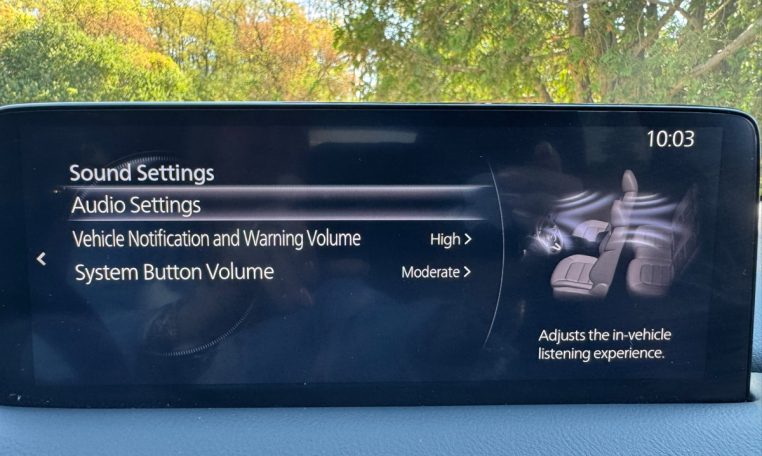 10:03
Sound Settings
Audio Settings
Vehicle Notification and Warning Volume High >
System Button Volume Moderate >
Adjusts the in-vehicle
listening experience.